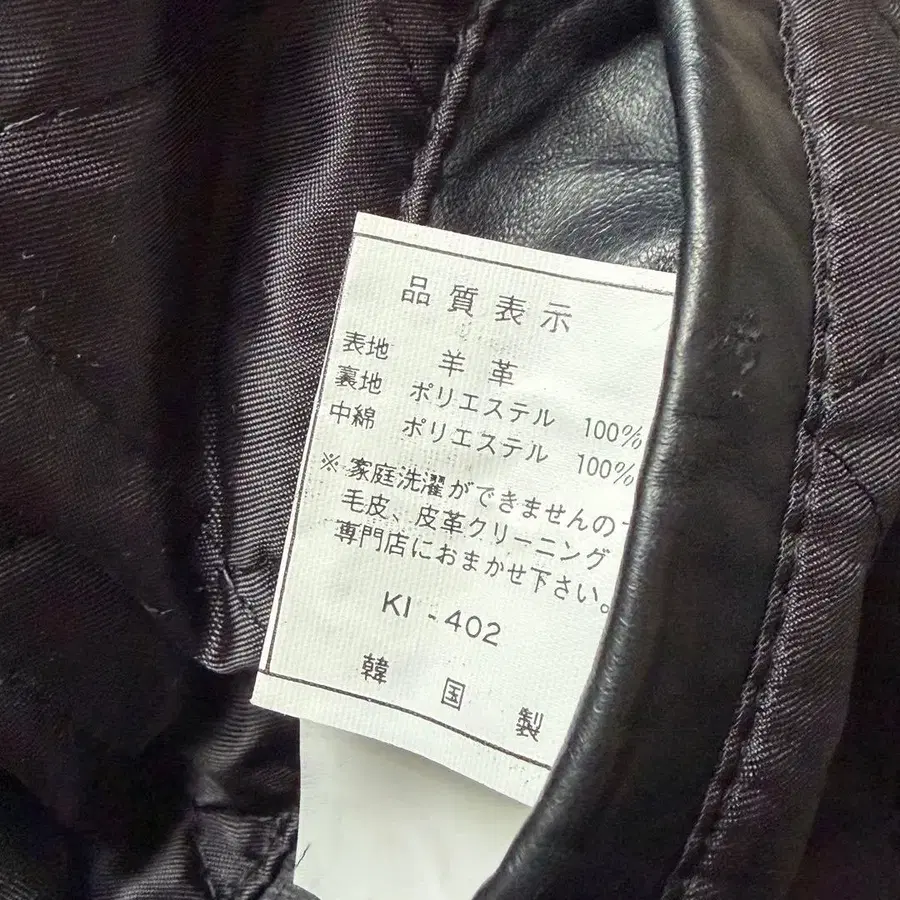 品質表示
表地 羊革
裏地 ポリエステル 100%
中綿 ポリエステル 100%
※ 家庭洗濯ができませんの
毛皮、皮革クリーニング
専門店におまかせ下さい。
KI-402
韓国製